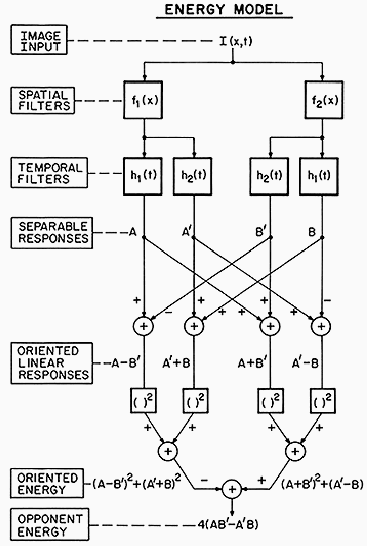 ENERGY MODEL
IMAGE
INPUT
I(x,t)
SPATIAL
FILTERS
f1(x)
f2(x)
TEMPORAL
FILTERS
h1(t)
h2(t)
h2(t)
h1(t)
SEPARABLE
RESPONSES
A
A′
B′
B
+
−
+
+
+
+
+
−
+
+
+
+
ORIENTED
LINEAR
RESPONSES
A−B′
A′+B
A+B′
A′−B
( )²
( )²
( )²
( )²
+
+
+
+
+
+
ORIENTED
ENERGY
(A−B′)²+(A′+B)²
−
+
+
(A+B′)²+(A′−B)
OPPONENT
ENERGY
4(AB′−A′B)